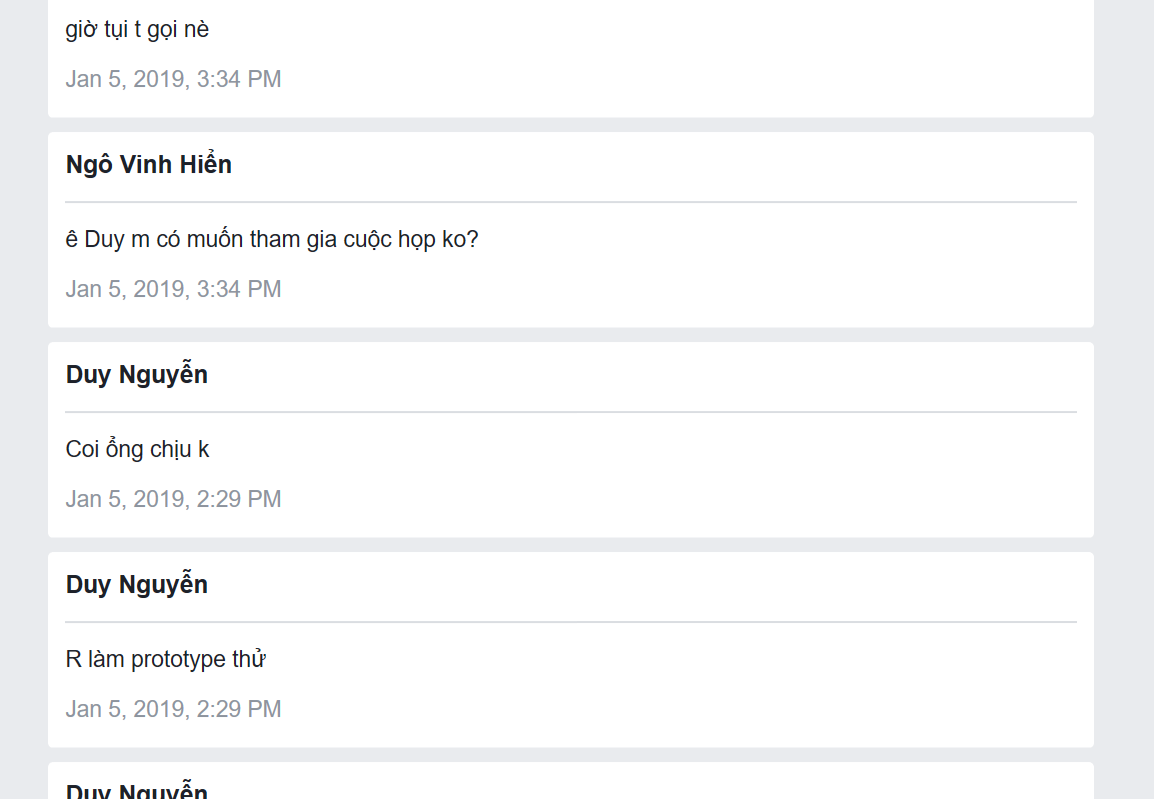 giờ tụi t gọi nè
Jan 5, 2019, 3:34 PM
Ngô Vinh Hiển
ê Duy m có muốn tham gia cuộc họp ko?
Jan 5, 2019, 3:34 PM
Duy Nguyễn
Coi ổng chịu k
Jan 5, 2019, 2:29 PM
Duy Nguyễn
R làm prototype thử
Jan 5, 2019, 2:29 PM
Duy Nguyễn